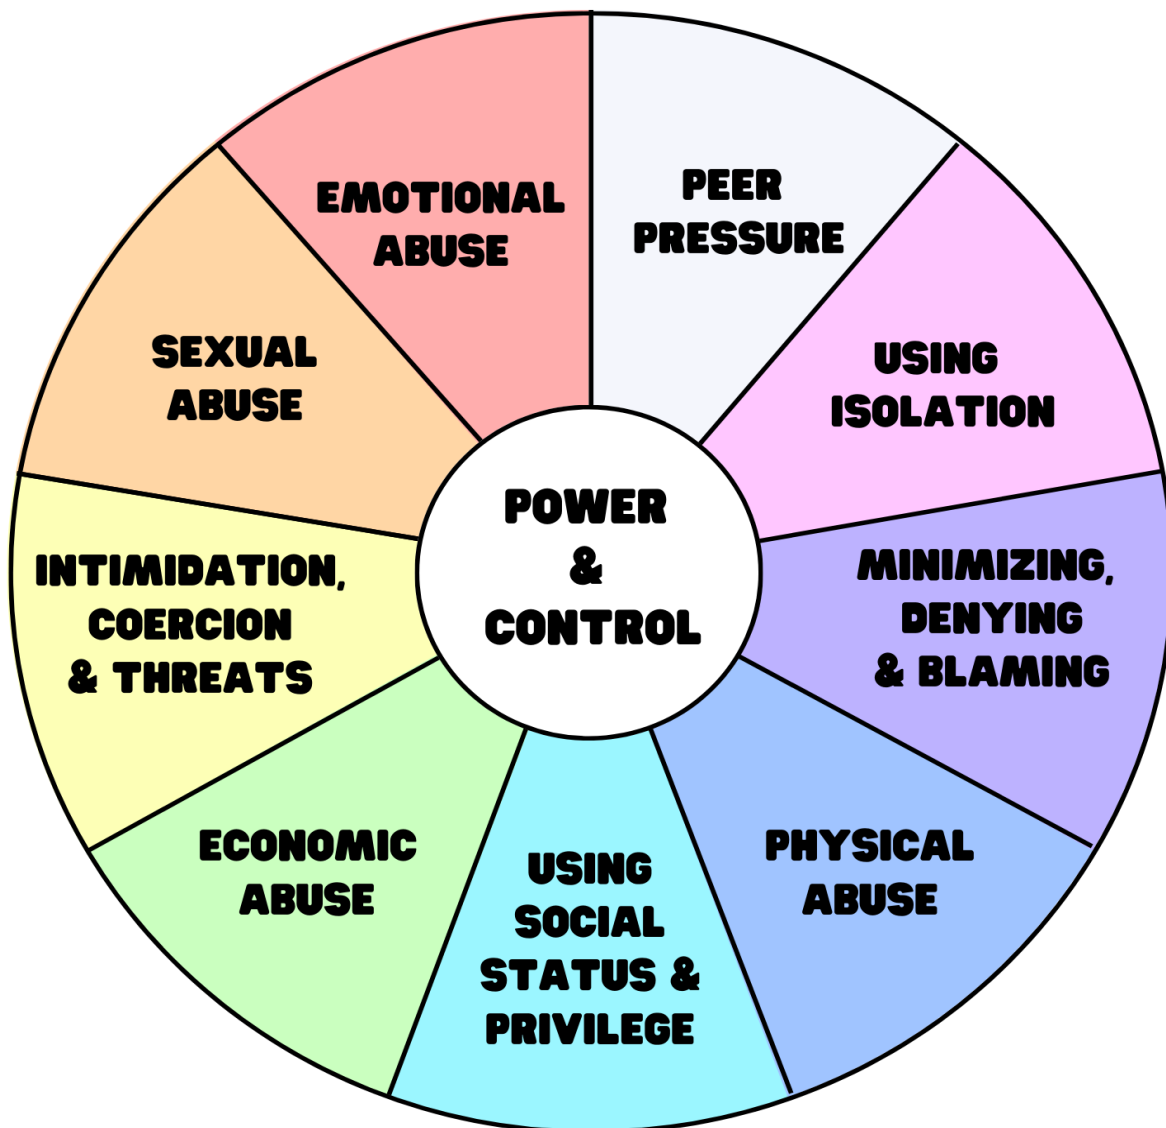 PEER
PRESSURE
USING
ISOLATION
MINIMIZING,
DENYING
& BLAMING
PHYSICAL
ABUSE
USING
SOCIAL
STATUS &
PRIVILEGE
ECONOMIC
ABUSE
INTIMIDATION,
COERCION
& THREATS
SEXUAL
ABUSE
EMOTIONAL
ABUSE
POWER
&
CONTROL